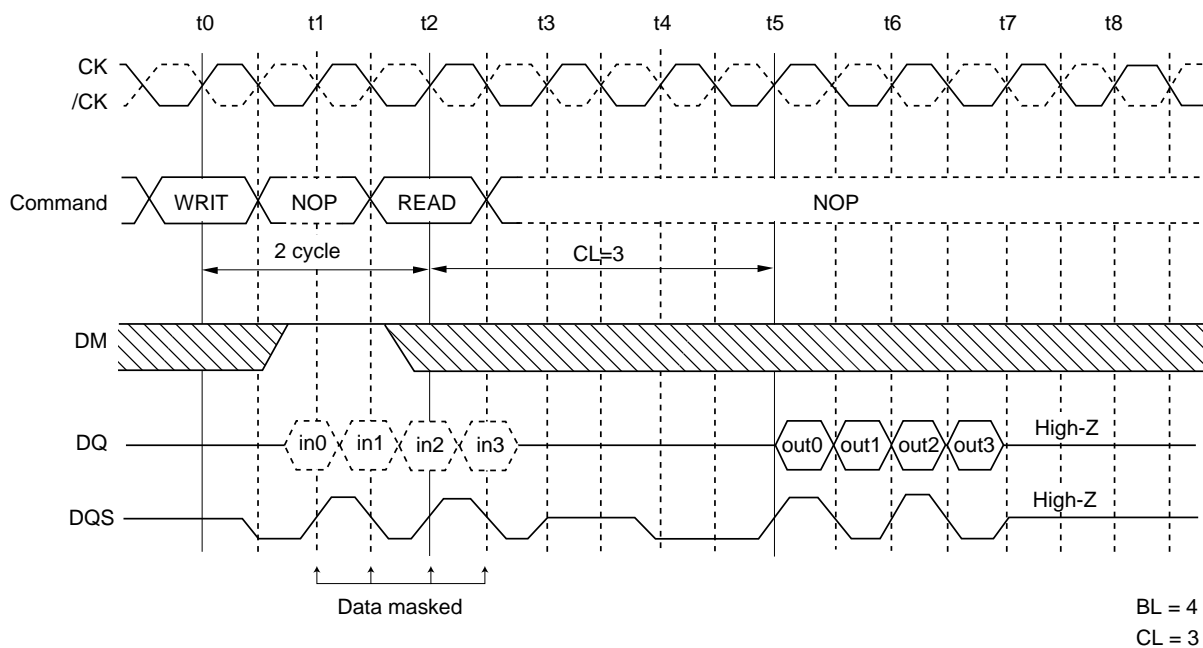 t0 t1 t2 t3 t4 t5 t6 t7 t8
CK
/CK
Command WRIT NOP READ NOP
2 cycle CL=3
DM
DQ in0 in1 in2 in3 out0 out1 out2 out3 High-Z
DQS High-Z
Data masked
BL = 4
CL = 3